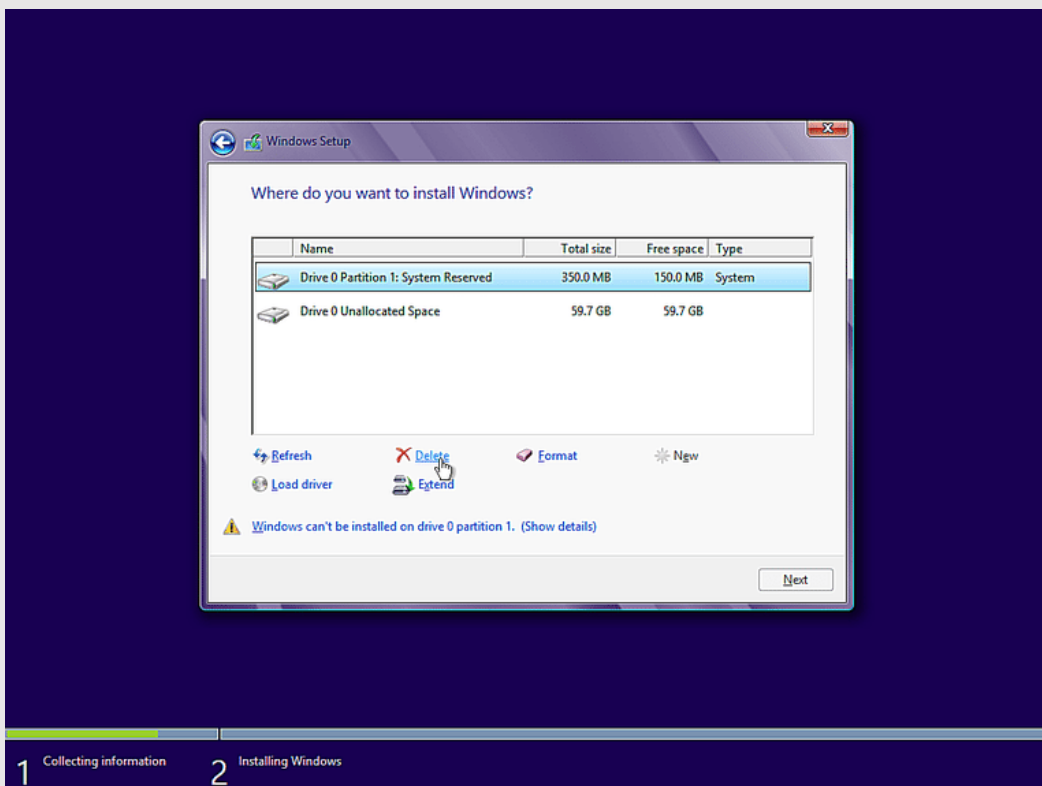 Windows Setup
Where do you want to install Windows?
Name Total size Free space Type
Drive 0 Partition 1: System Reserved 350.0 MB 150.0 MB System
Drive 0 Unallocated Space 59.7 GB 59.7 GB
Refresh Delete Format New
Load driver Extend
Windows can't be installed on drive 0 partition 1. (Show details)
Next
1 Collecting information 2 Installing Windows